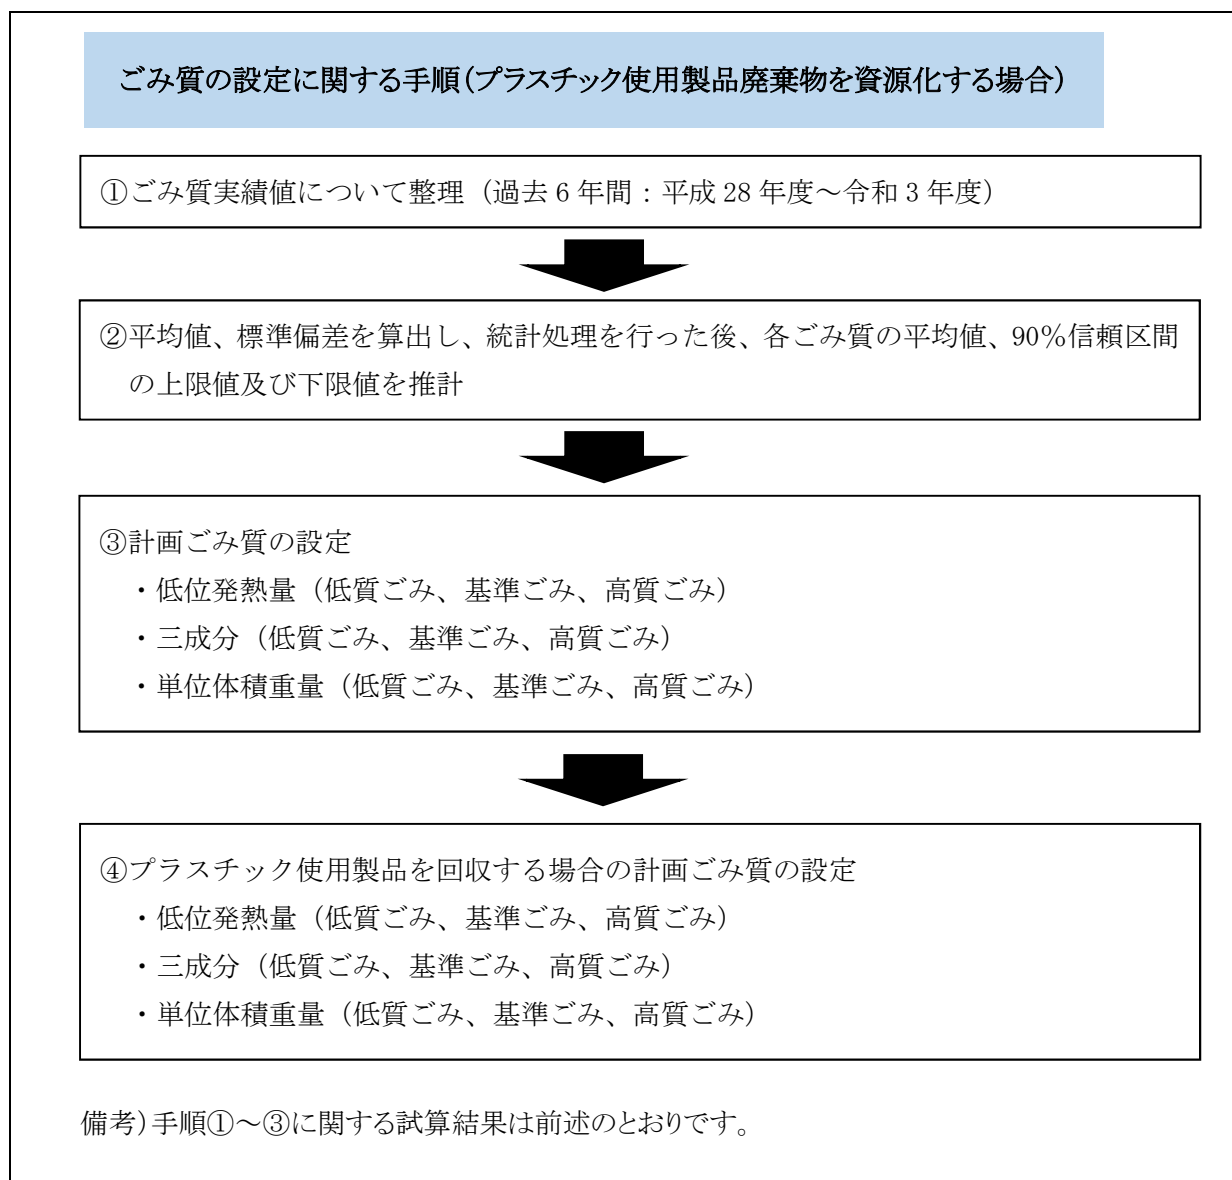 ごみ質の設定に関する手順（プラスチック使用製品廃棄物を資源化する場合）
①ごみ質実績値について整理（過去 6 年間：平成 28 年度～令和 3 年度）
②平均値、標準偏差を算出し、統計処理を行った後、各ごみ質の平均値、90％信頼区間
の上限値及び下限値を推計
③計画ごみ質の設定
・低位発熱量（低質ごみ、基準ごみ、高質ごみ）
・三成分（低質ごみ、基準ごみ、高質ごみ）
・単位体積重量（低質ごみ、基準ごみ、高質ごみ）
④プラスチック使用製品を回収する場合の計画ごみ質の設定
・低位発熱量（低質ごみ、基準ごみ、高質ごみ）
・三成分（低質ごみ、基準ごみ、高質ごみ）
・単位体積重量（低質ごみ、基準ごみ、高質ごみ）
備考）手順①～③に関する試算結果は前述のとおりです。